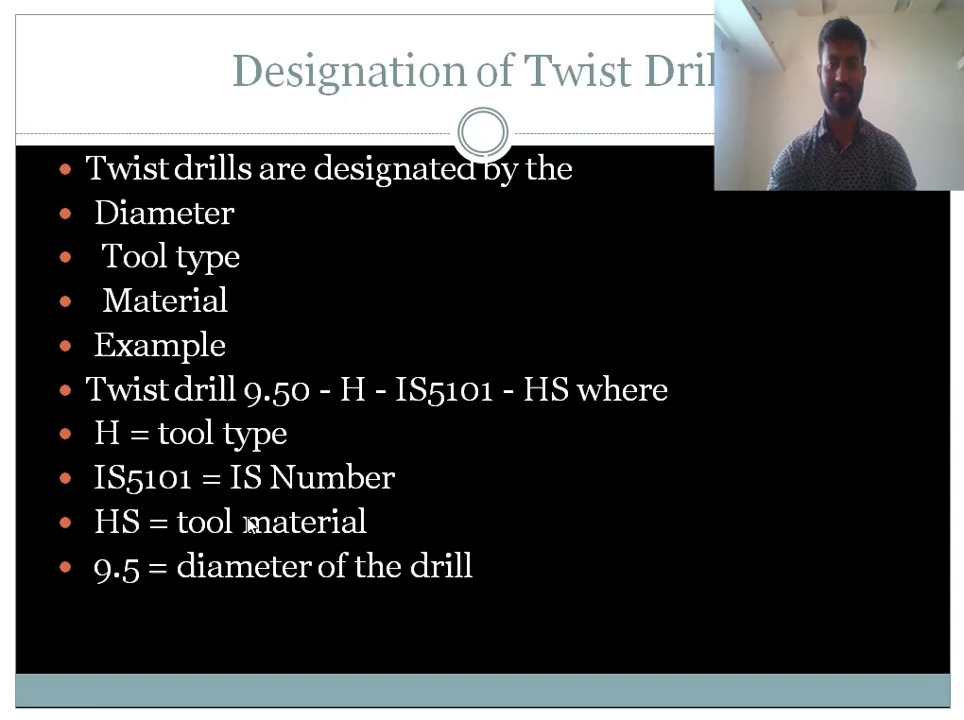 Designation of Twist Dril
Twist drills are designated by the
Diameter
Tool type
Material
Example
Twist drill 9.50 - H - IS5101 - HS where
H = tool type
IS5101 = IS Number
HS = tool material
9.5 = diameter of the drill